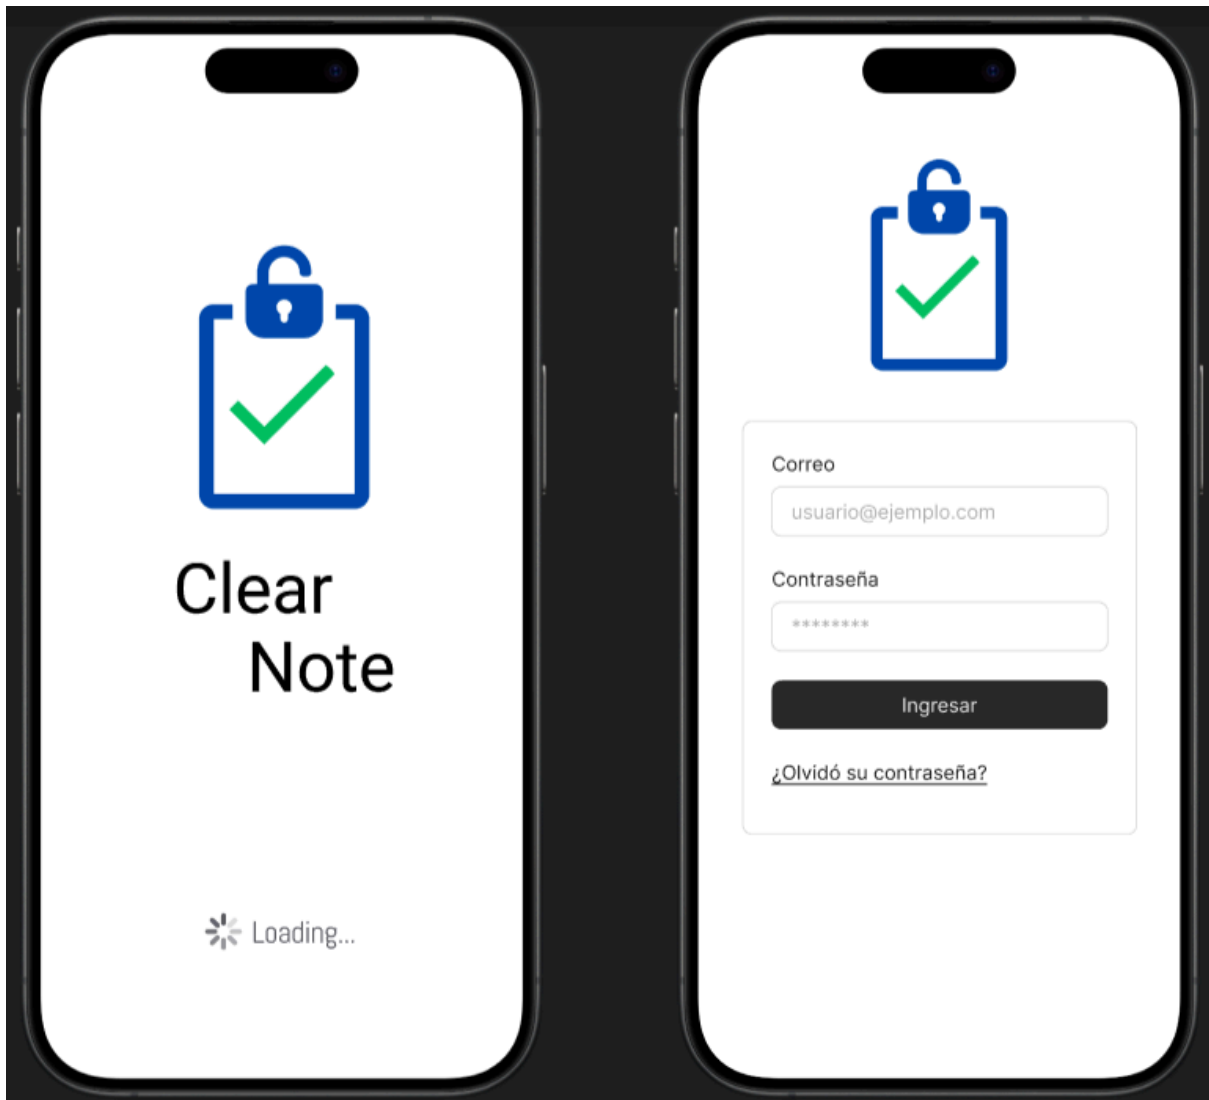 Clear
Note
Loading...
Correo
usuario@ejemplo.com
Contraseña
********
Ingresar
¿Olvidó su contraseña?